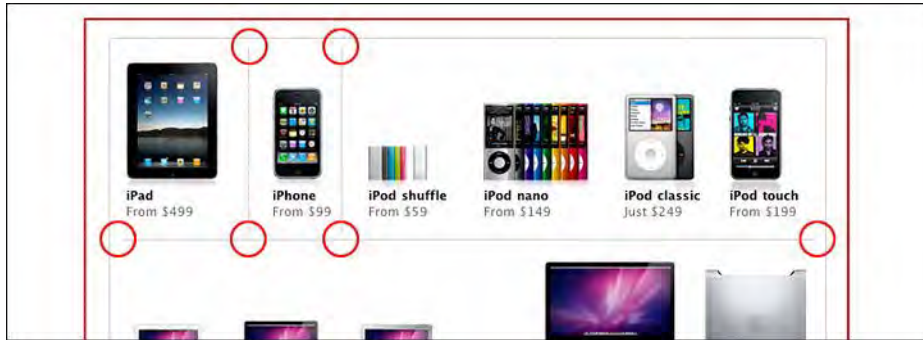 iPad
From $499
iPhone
From $99
iPod shuffle
From $59
iPod nano
From $149
iPod classic
Just $249
iPod touch
From $199